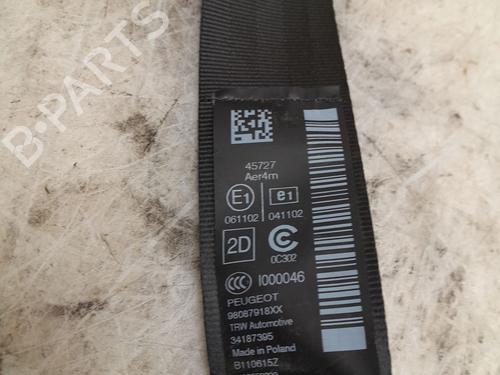 B-PARTS
45727
Aer4m
E1
e1
061102
041102
2D
C
0C302
CCC
I000046
PEUGEOT
98087918XX
TRW Automotive
34187395
Made in Poland
B110615Z